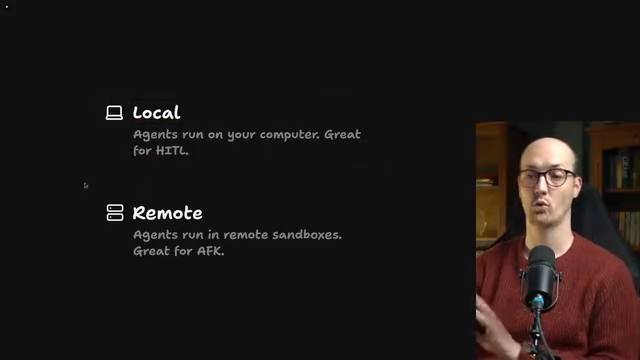 Local
Agents run on your computer. Great
for HITL.
Remote
Agents run in remote sandboxes.
Great for AFK.